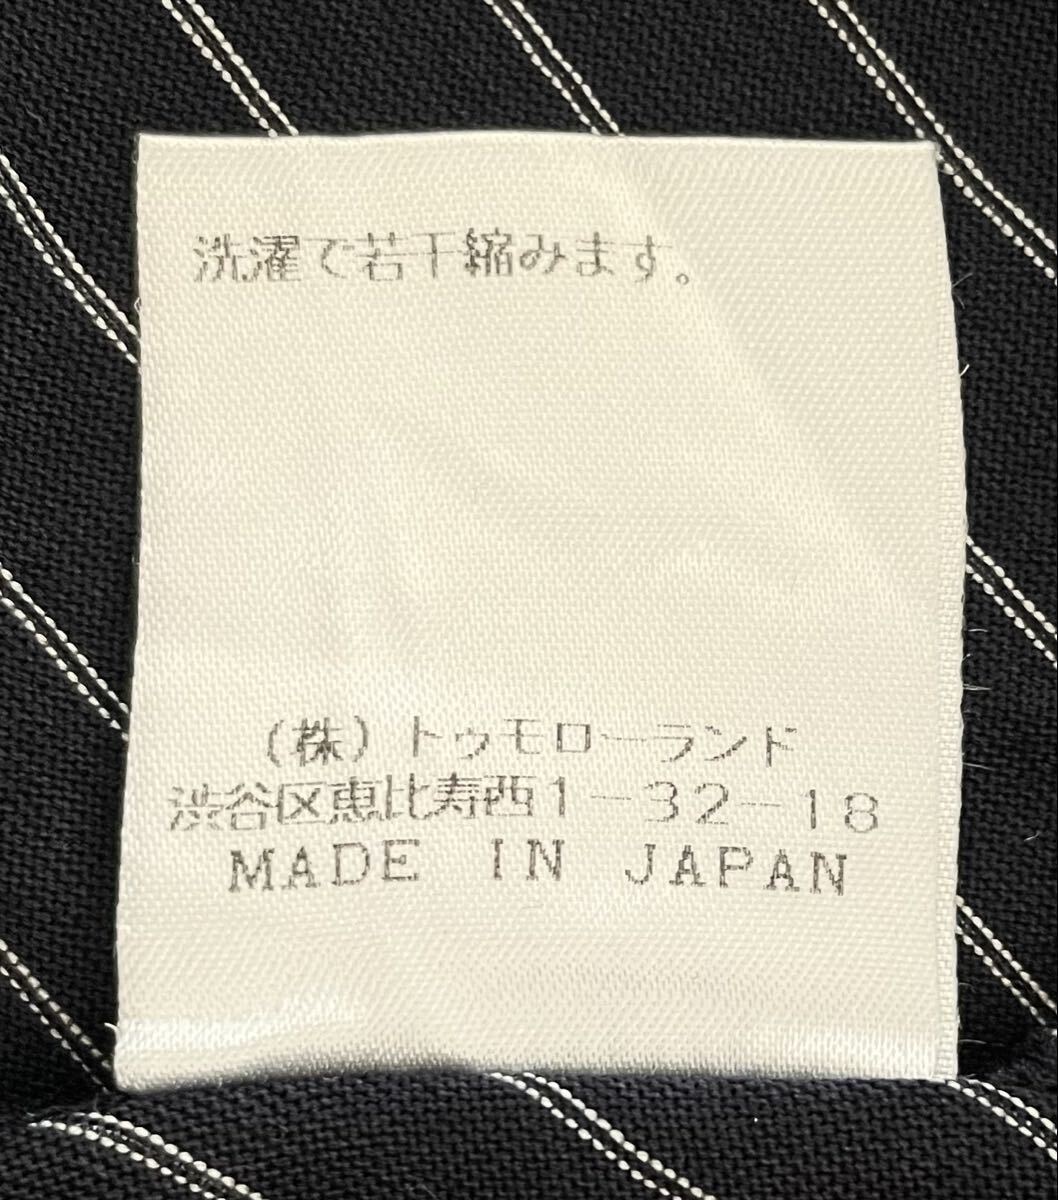 洗濯で若干縮みます。
(株)トゥモローランド
渋谷区恵比寿西1-32-18
MADE IN JAPAN